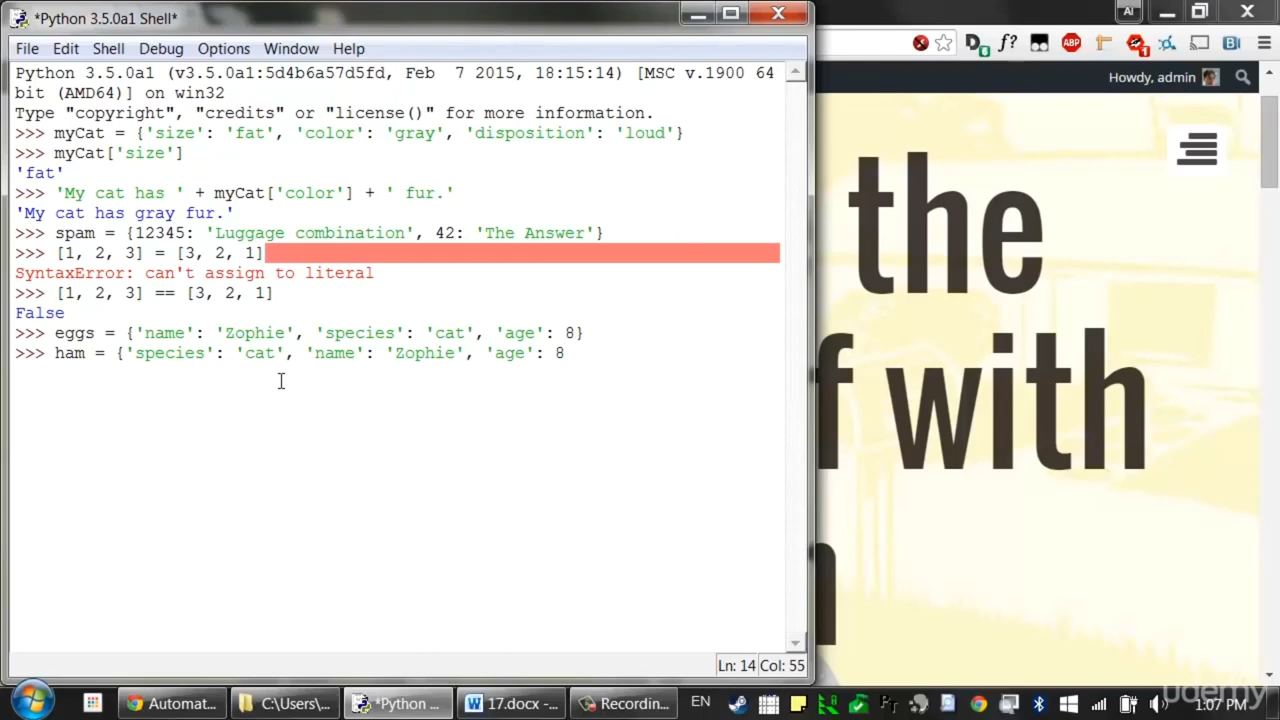 *Python 3.5.0a1 Shell*
File Edit Shell Debug Options Window Help
Python 3.5.0a1 (v3.5.0a1:5d4b6a57d5fd, Feb  7 2015, 18:15:14) [MSC v.1900 64
bit (AMD64)] on win32
Type "copyright", "credits" or "license()" for more information.
>>> myCat = {'size': 'fat', 'color': 'gray', 'disposition': 'loud'}
>>> myCat['size']
'fat'
>>> 'My cat has ' + myCat['color'] + ' fur.'
'My cat has gray fur.'
>>> spam = {12345: 'Luggage combination', 42: 'The Answer'}
>>> [1, 2, 3] = [3, 2, 1]
SyntaxError: can't assign to literal
>>> [1, 2, 3] == [3, 2, 1]
False
>>> eggs = {'name': 'Zophie', 'species': 'cat', 'age': 8}
>>> ham = {'species': 'cat', 'name': 'Zophie', 'age': 8
Ln: 14 Col: 55
AI
D 6 f? ABP 1 B
Howdy, admin
the
f with
Automat...
C:\Users\...
*Python ...
17.docx -...
Recordin...
EN
1:07 PM
udemy